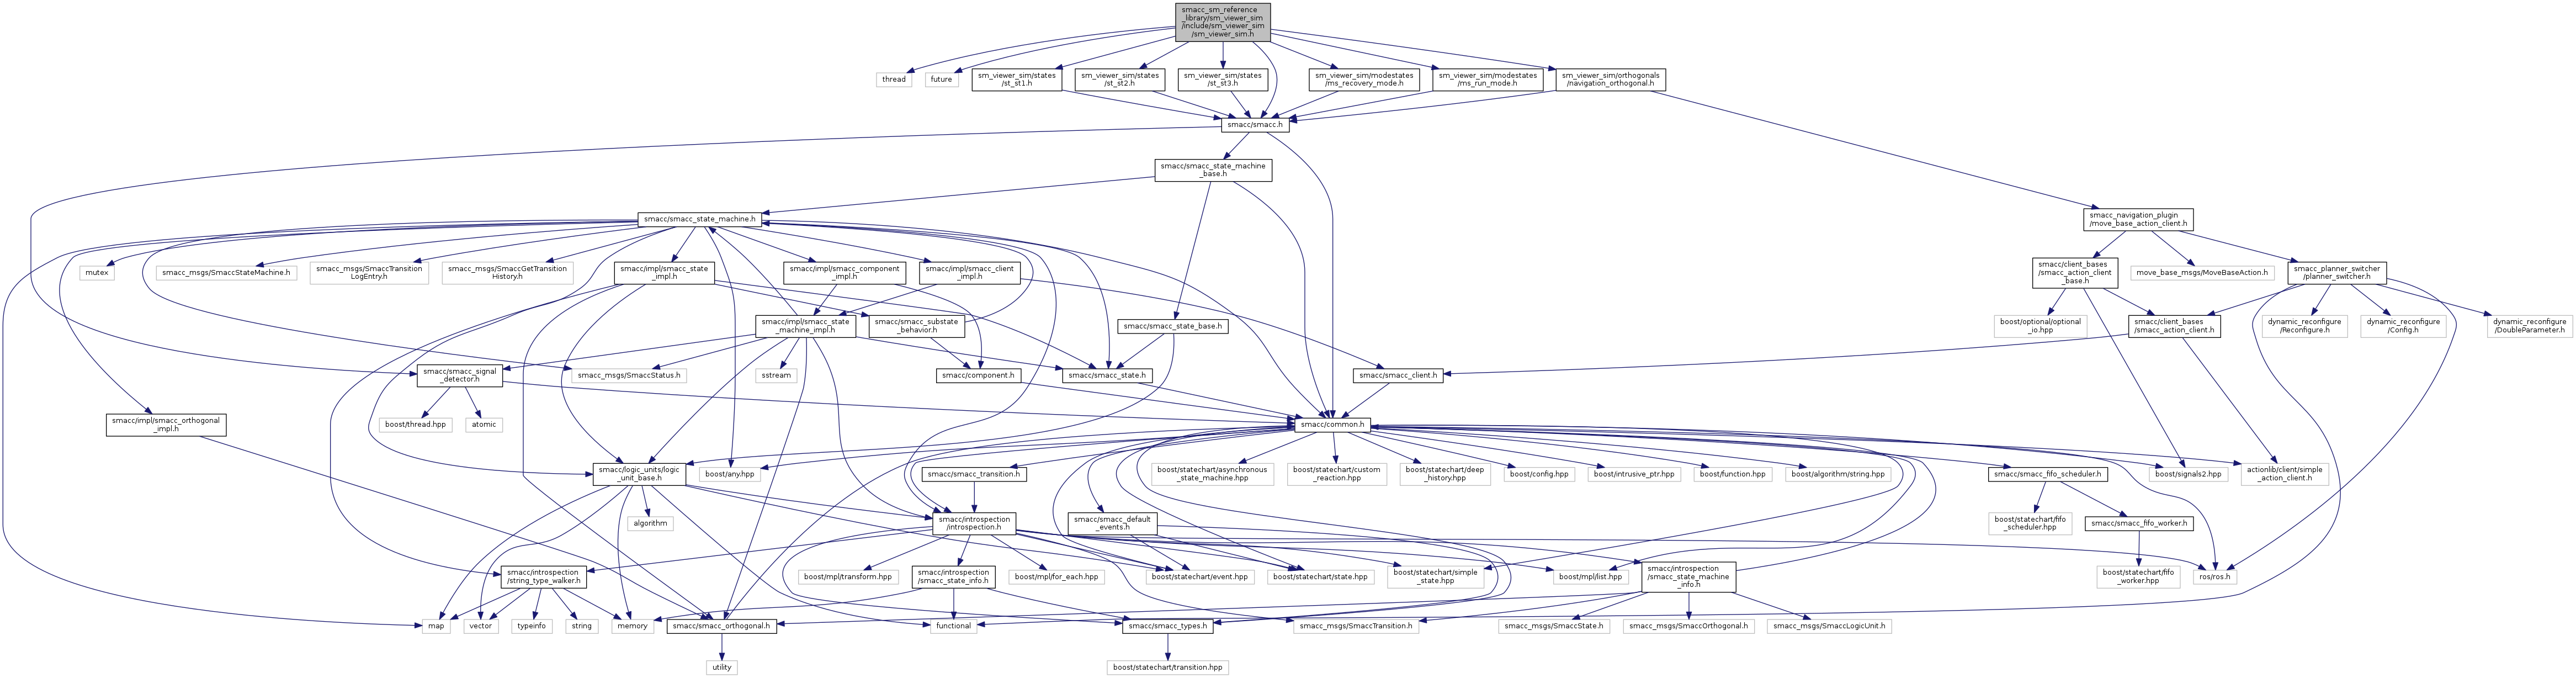 smacc_sm_reference
_library/sm_viewer_sim
/include/sm_viewer_sim
/sm_viewer_sim.h
thread
future
sm_viewer_sim/states
/st_st1.h
sm_viewer_sim/states
/st_st2.h
sm_viewer_sim/states
/st_st3.h
sm_viewer_sim/modestates
/ms_recovery_mode.h
sm_viewer_sim/modestates
/ms_run_mode.h
sm_viewer_sim/orthogonals
/navigation_orthogonal.h
smacc/smacc.h
smacc/smacc_state_machine
_base.h
smacc/smacc_state_machine.h
smacc_navigation_plugin
/move_base_action_client.h
mutex
smacc_msgs/SmaccStateMachine.h
smacc_msgs/SmaccTransition
LogEntry.h
smacc_msgs/SmaccGetTransition
History.h
smacc/impl/smacc_state
_impl.h
smacc/impl/smacc_component
_impl.h
smacc/impl/smacc_client
_impl.h
smacc/client_bases
/smacc_action_client
_base.h
move_base_msgs/MoveBaseAction.h
smacc_planner_switcher
/planner_switcher.h
smacc/impl/smacc_state
_machine_impl.h
smacc/smacc_substate
_behavior.h
smacc/smacc_state_base.h
boost/optional/optional
_io.hpp
smacc/client_bases
/smacc_action_client.h
dynamic_reconfigure
/Reconfigure.h
dynamic_reconfigure
/Config.h
dynamic_reconfigure
/DoubleParameter.h
smacc/smacc_signal
_detector.h
smacc_msgs/SmaccStatus.h
sstream
smacc/component.h
smacc/smacc_state.h
smacc/smacc_client.h
smacc/impl/smacc_orthogonal
_impl.h
boost/thread.hpp
atomic
smacc/common.h
smacc/logic_units/logic
_unit_base.h
boost/any.hpp
smacc/smacc_transition.h
boost/statechart/asynchronous
_state_machine.hpp
boost/statechart/custom
_reaction.hpp
boost/statechart/deep
_history.hpp
boost/config.hpp
boost/intrusive_ptr.hpp
boost/function.hpp
boost/algorithm/string.hpp
smacc/smacc_fifo_scheduler.h
boost/signals2.hpp
actionlib/client/simple
_action_client.h
algorithm
smacc/introspection
/introspection.h
smacc/smacc_default
_events.h
boost/statechart/fifo
_scheduler.hpp
smacc/smacc_fifo_worker.h
smacc/introspection
/string_type_walker.h
boost/mpl/transform.hpp
smacc/introspection
/smacc_state_info.h
boost/mpl/for_each.hpp
boost/statechart/event.hpp
boost/statechart/state.hpp
boost/statechart/simple
_state.hpp
boost/mpl/list.hpp
smacc/introspection
/smacc_state_machine
_info.h
boost/statechart/fifo
_worker.hpp
ros/ros.h
map
vector
typeinfo
string
memory
smacc/smacc_orthogonal.h
functional
smacc/smacc_types.h
smacc_msgs/SmaccTransition.h
smacc_msgs/SmaccState.h
smacc_msgs/SmaccOrthogonal.h
smacc_msgs/SmaccLogicUnit.h
utility
boost/statechart/transition.hpp